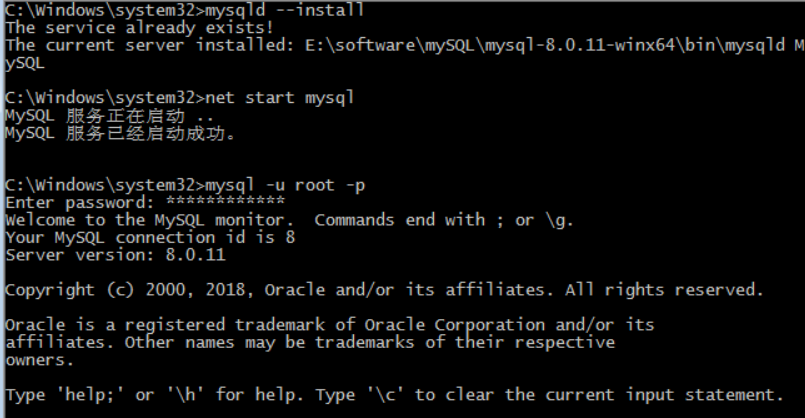 C:\Windows\system32>mysqld --install
The service already exists!
The current server installed: E:\software\mySQL\mysql-8.0.11-winx64\bin\mysqld M
ySQL
C:\Windows\system32>net start mysql
MySQL 服务正在启动 ..
MySQL 服务已经启动成功。
C:\Windows\system32>mysql -u root -p
Enter password: ************
Welcome to the MySQL monitor.  Commands end with ; or \g.
Your MySQL connection id is 8
Server version: 8.0.11
Copyright (c) 2000, 2018, Oracle and/or its affiliates. All rights reserved.
Oracle is a registered trademark of Oracle Corporation and/or its
affiliates. Other names may be trademarks of their respective
owners.
Type 'help;' or '\h' for help. Type '\c' to clear the current input statement.